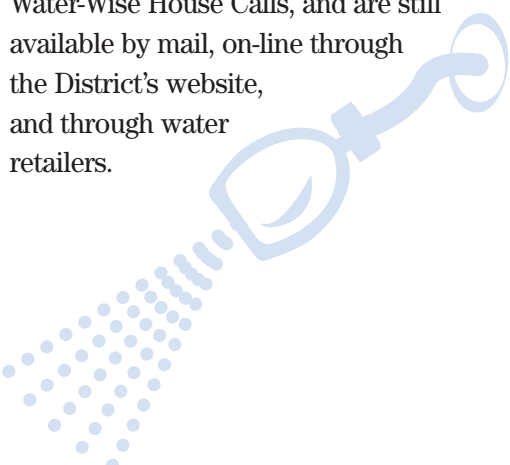 Water-Wise House Calls, and are still
available by mail, on-line through
the District's website,
and through water
retailers.